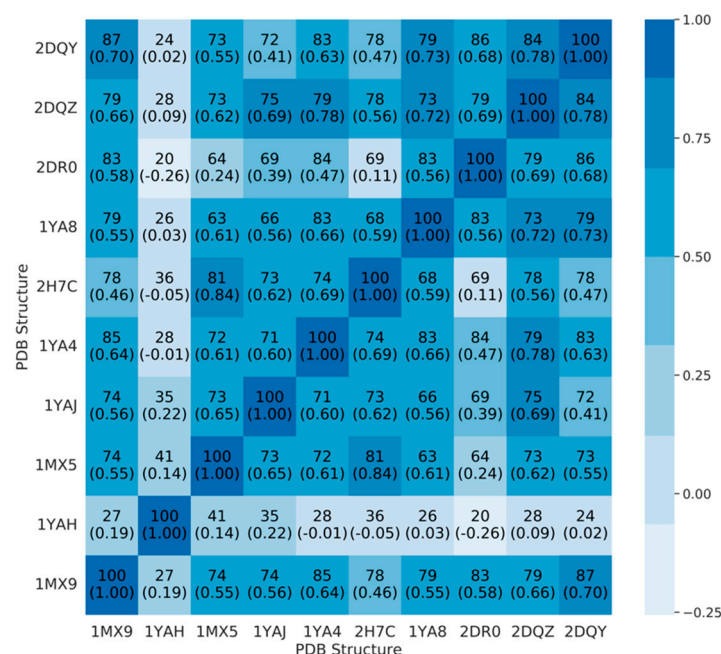 1.00
87 24 73 72 83 78 79 86 84 100
2DQY
(0.70) (0.02) (0.55) (0.41) (0.63) (0.47) (0.73) (0.68) (0.78) (1.00)
79 28 73 75 79 78 73 79 100 84
2DQZ
(0.66) (0.09) (0.62) (0.69) (0.78) (0.56) (0.72) (0.69) (1.00) (0.78)
0.75
83 20 64 69 84 69 83 100 79 86
2DR0
(0.58) (-0.26) (0.24) (0.39) (0.47) (0.11) (0.56) (1.00) (0.69) (0.68)
79 26 63 66 83 68 100 83 73 79
1YA8
(0.55) (0.03) (0.61) (0.56) (0.66) (0.59) (1.00) (0.56) (0.72) (0.73)
0.50
PDB Structure
78 36 81 73 74 100 68 69 78 78
2H7C
(0.46) (-0.05) (0.84) (0.62) (0.69) (1.00) (0.59) (0.11) (0.56) (0.47)
85 28 72 71 100 74 83 84 79 83
1YA4
(0.64) (-0.01) (0.61) (0.60) (1.00) (0.69) (0.66) (0.47) (0.78) (0.63)
0.25
74 35 73 100 71 73 66 69 75 72
1YAJ
(0.56) (0.22) (0.65) (1.00) (0.60) (0.62) (0.56) (0.39) (0.69) (0.41)
74 41 100 73 72 81 63 64 73 73
1MX5
(0.55) (0.14) (1.00) (0.65) (0.61) (0.84) (0.61) (0.24) (0.62) (0.55)
0.00
27 100 41 35 28 36 26 20 28 24
1YAH
(0.19) (1.00) (0.14) (0.22) (-0.01) (-0.05) (0.03) (-0.26) (0.09) (0.02)
100 27 74 74 85 78 79 83 79 87
1MX9
(1.00) (0.19) (0.55) (0.56) (0.64) (0.46) (0.55) (0.58) (0.66) (0.70)
−0.25
1MX9 1YAH 1MX5 1YAJ 1YA4 2H7C 1YA8 2DR0 2DQZ 2DQY
PDB Structure